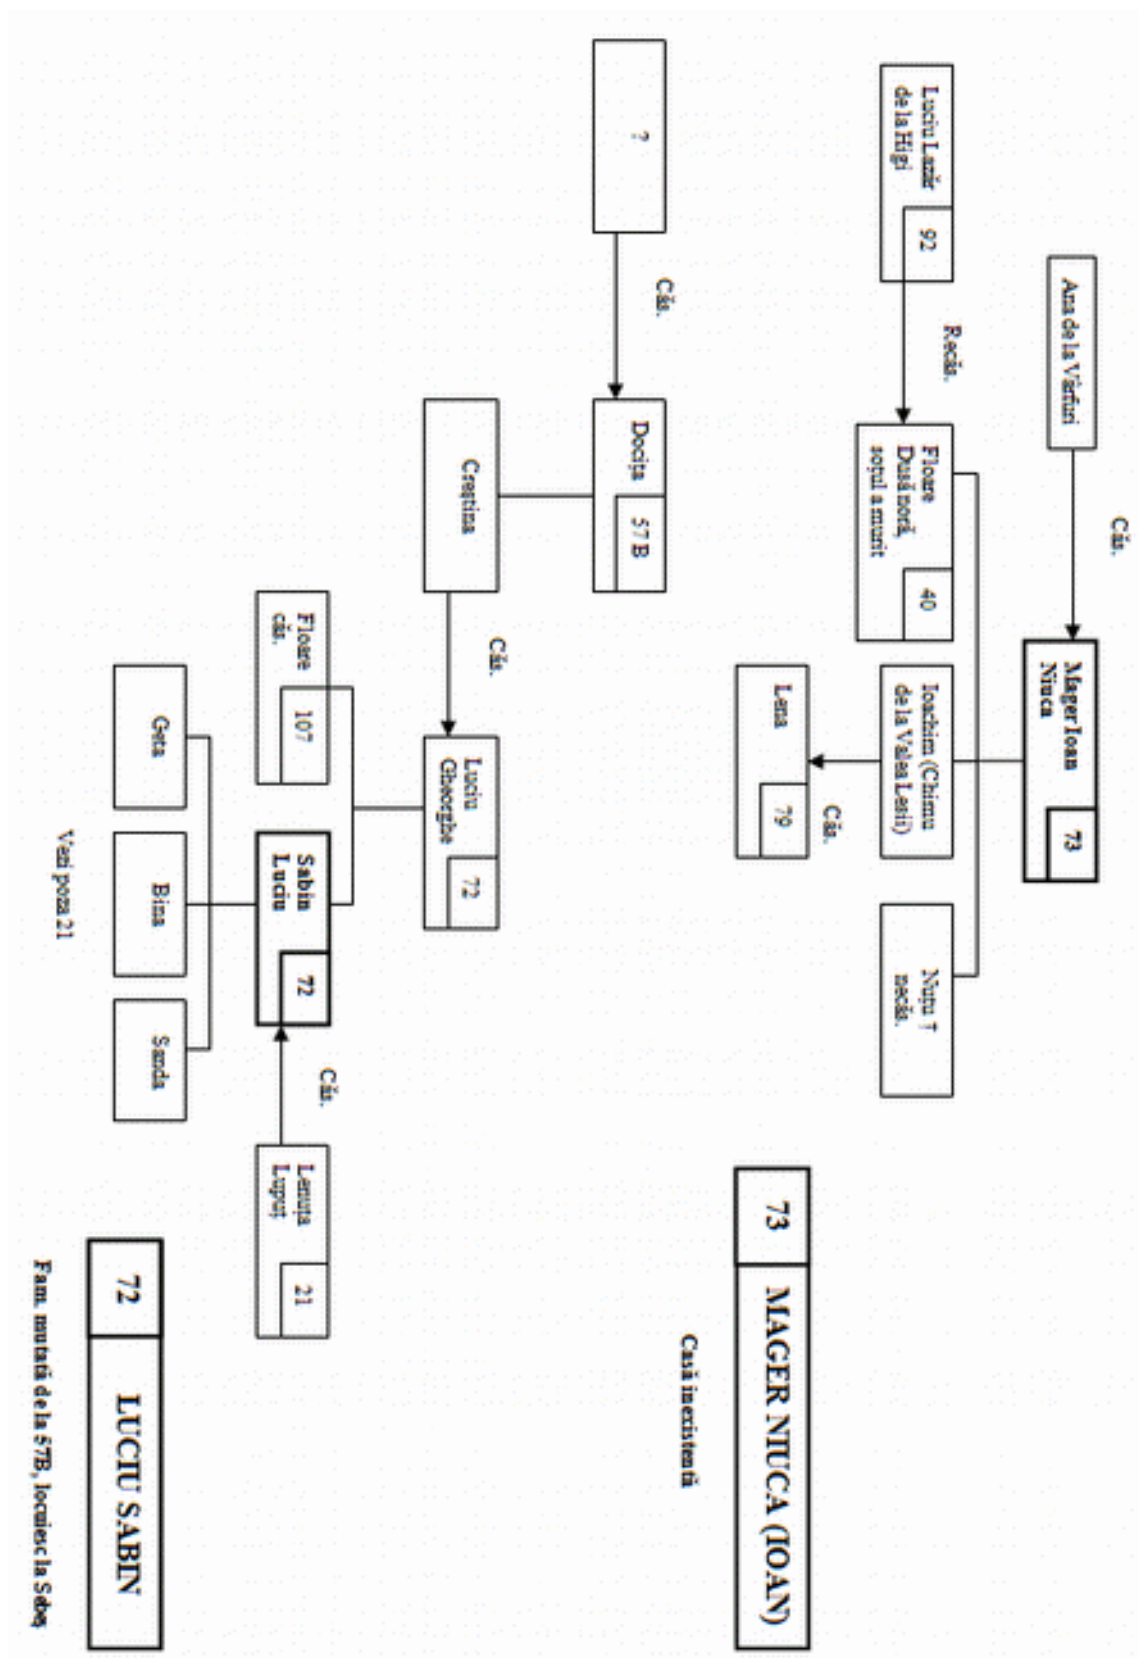 Căs.
Ana de la Vârfuri
Mager Ioan
Niuca
73
Recăs.
Luciu Lazăr
de la Higi
92
Floare
Dusă noră,
soțul a murit
40
Ioachim (Chimu
de la Valea Lesii)
Nuțu †
necăs.
Căs.
Lena
79
73
MAGER NIUCA (IOAN)
Casă inexistentă
Căs.
?
Docița
57 B
Căs.
Creștina
Luciu
Gheorghe
72
Căs.
Floare
căs.
107
Sabin
Luciu
72
Lenuța
Lupuț
21
Geta
Bina
Sanda
72
LUCIU SABIN
Vezi poza 21
Fam. mutată de la 57B, locuiesc la Sebeș